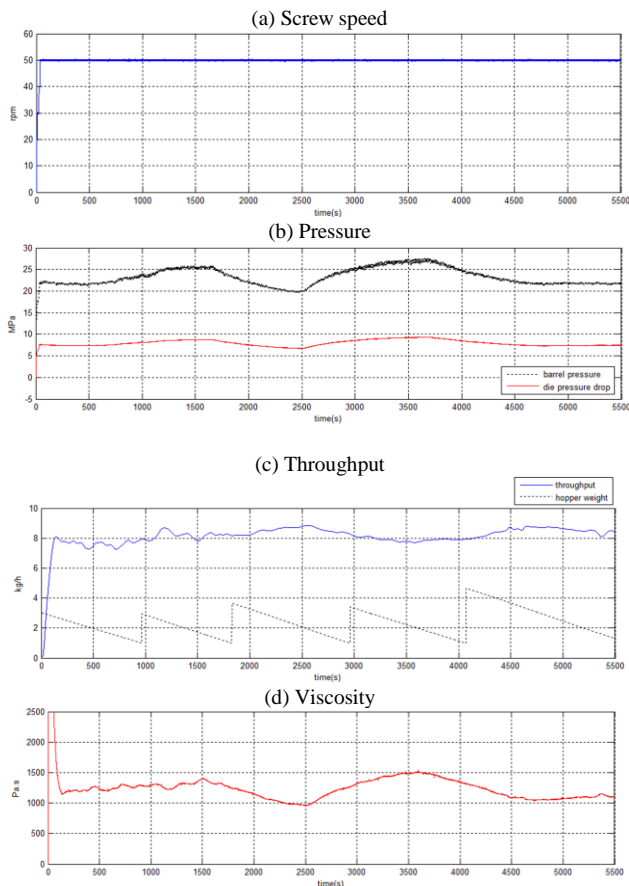 (a) Screw speed
60
50
40
30
20
10
0
rpm
0 500 1000 1500 2000 2500 3000 3500 4000 4500 5000 5500
time(s)
(b) Pressure
30
25
20
15
10
5
0
-5
MPa
barrel pressure
die pressure drop
0 500 1000 1500 2000 2500 3000 3500 4000 4500 5000 5500
time(s)
(c) Throughput
throughput
hopper weight
10
8
6
4
2
0
kg/h
0 500 1000 1500 2000 2500 3000 3500 4000 4500 5000 5500
time(s)
(d) Viscosity
2500
2000
1500
1000
500
0
Pa.s
0 500 1000 1500 2000 2500 3000 3500 4000 4500 5000 5500
time(s)